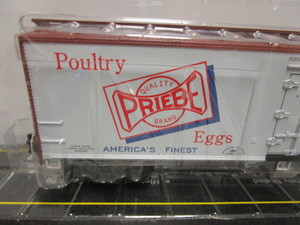 Poultry
QUALITY
PRIEBE
BRAND
Eggs
AMERICA'S FINEST